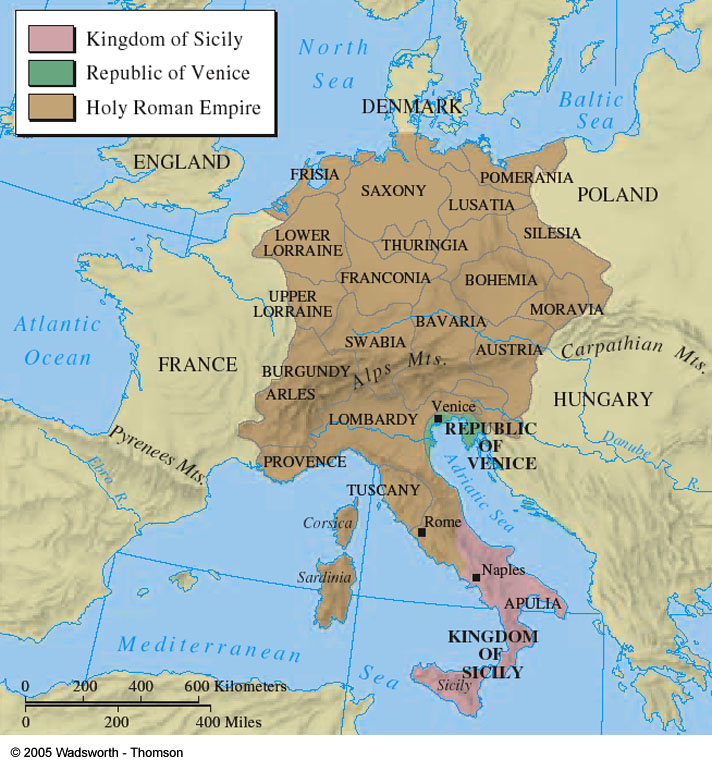 Kingdom of Sicily
Republic of Venice
Holy Roman Empire
North
Sea
DENMARK
Baltic
Sea
ENGLAND
FRISIA
SAXONY
POMERANIA
POLAND
LUSATIA
LOWER
LORRAINE
THURINGIA
SILESIA
FRANCONIA
BOHEMIA
UPPER
LORRAINE
MORAVIA
Atlantic
Ocean
BAVARIA
SWABIA
AUSTRIA
Carpathian Mts.
FRANCE
BURGUNDY
Alps Mts.
ARLES
HUNGARY
LOMBARDY
Venice
REPUBLIC
OF
VENICE
Pyrenees Mts.
Ebro R.
PROVENCE
Danube R.
Adriatic Sea
TUSCANY
Corsica
Rome
Sardinia
Naples
APULIA
KINGDOM
OF
SICILY
Sicily
Mediterranean
Sea
0 200 400 600 Kilometers
0 200 400 Miles
© 2005 Wadsworth - Thomson